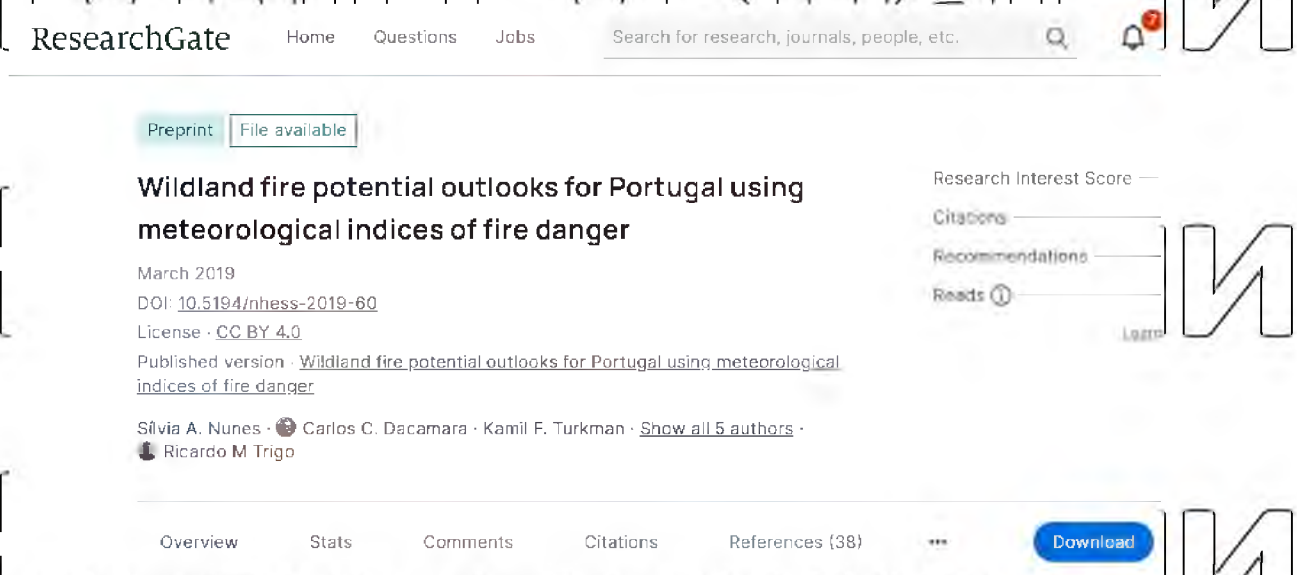 ResearchGate Home Questions Jobs Search for research, journals, people, etc. 7
Preprint File available
Wildland fire potential outlooks for Portugal using
meteorological indices of fire danger
March 2019
DOI: 10.5194/nhess-2019-60
License · CC BY 4.0
Published version · Wildland fire potential outlooks for Portugal using meteorological
indices of fire danger
Sílvia A. Nunes · Carlos C. Dacamara · Kamil F. Turkman · Show all 5 authors ·
Ricardo M Trigo
Research Interest Score
Citations
Recommendations
Reads
Learn
Overview Stats Comments Citations References (38) ••• Download